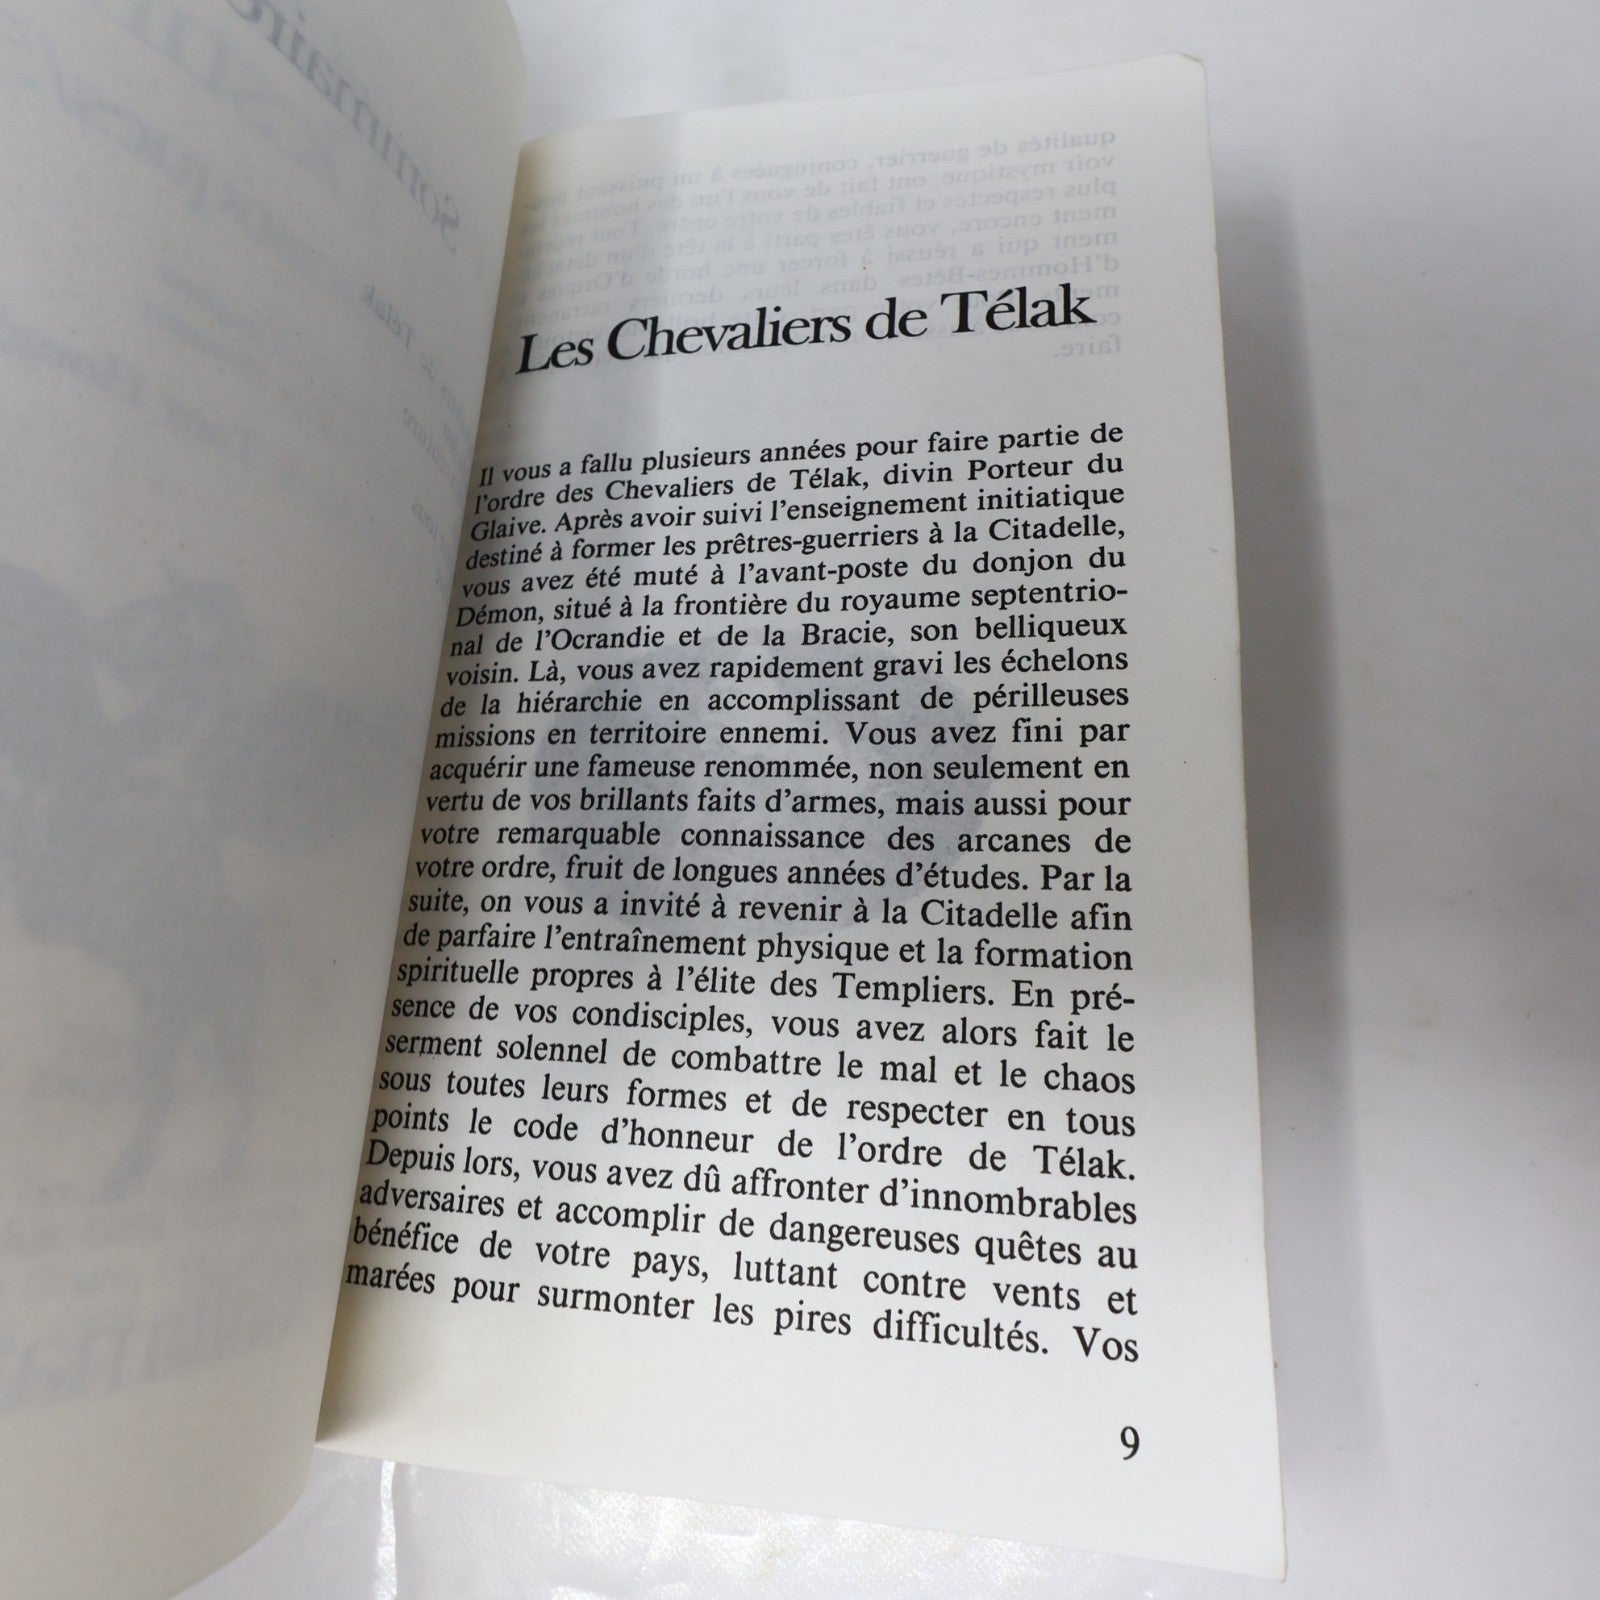 Les Chevaliers de Télak
Il vous a fallu plusieurs années pour faire partie de
l'ordre des Chevaliers de Télak, divin Porteur du
Glaive. Après avoir suivi l'enseignement initiatique
destiné à former les prêtres-guerriers à la Citadelle,
vous avez été muté à l'avant-poste du donjon du
Démon, situé à la frontière du royaume septentrio-
nal de l'Ocrandie et de la Bracie, son belliqueux
voisin. Là, vous avez rapidement gravi les échelons
de la hiérarchie en accomplissant de périlleuses
missions en territoire ennemi. Vous avez fini par
acquérir une fameuse renommée, non seulement en
vertu de vos brillants faits d'armes, mais aussi pour
votre remarquable connaissance des arcanes de
votre ordre, fruit de longues années d'études. Par la
suite, on vous a invité à revenir à la Citadelle afin
de parfaire l'entraînement physique et la formation
spirituelle propres à l'élite des Templiers. En pré-
sence de vos condisciples, vous avez alors fait le
serment solennel de combattre le mal et le chaos
sous toutes leurs formes et de respecter en tous
points le code d'honneur de l'ordre de Télak.
Depuis lors, vous avez dû affronter d'innombrables
adversaires et accomplir de dangereuses quêtes au
bénéfice de votre pays, luttant contre vents et
marées pour surmonter les pires difficultés. Vos
9